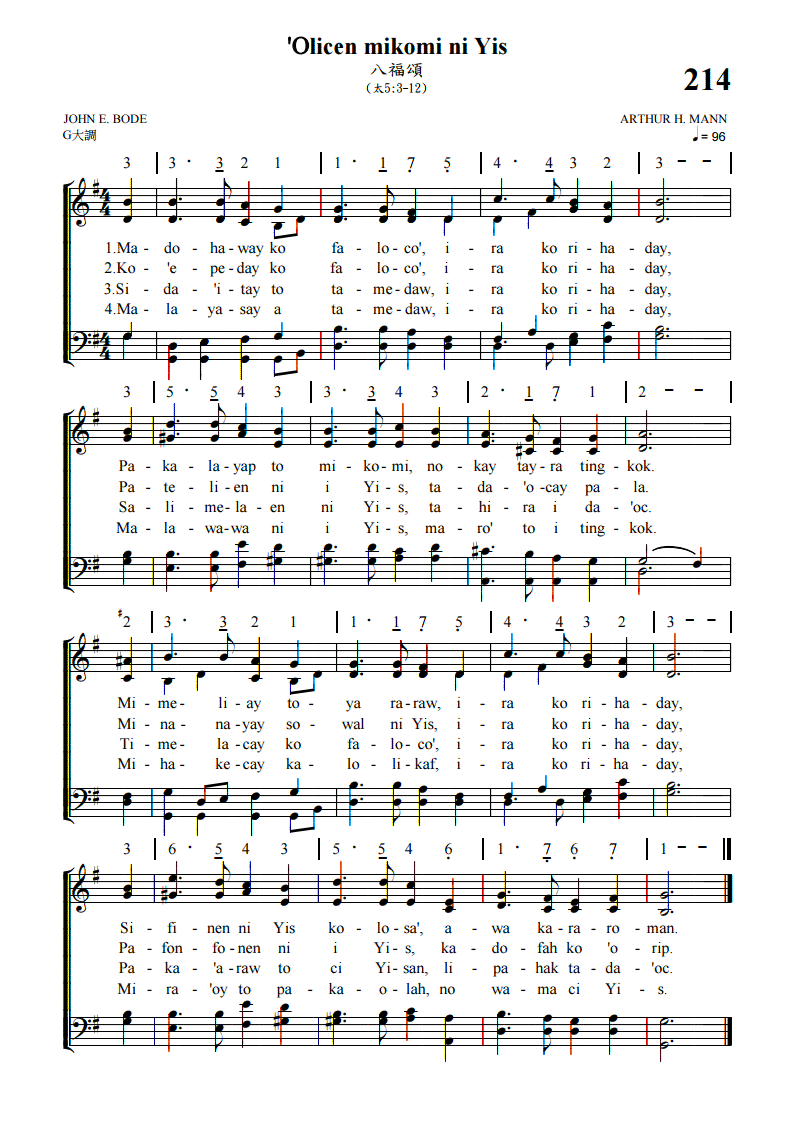 'Olicen mikomi ni Yis
八福頌
(太5:3-12)
214
JOHN E. BODE
ARTHUR H. MANN
G大調
♩= 96
3 | 3 · 3 2 1 | 1 · 1 7 5 | 4 · 4 3 2 | 3 – – |
1.Ma - do - ha - way ko fa - lo - co', i - ra ko ri - ha - day,
2.Ko - 'e - pe - day ko fa - lo - co', i - ra ko ri - ha - day,
3.Si - da - 'i - tay to ta - me - daw, i - ra ko ri - ha - day,
4.Ma - la - ya - say a ta - me - daw, i - ra ko ri - ha - day,
3 | 5 · 5 4 3 | 3 · 3 4 3 | 2 · 1 7 1 | 2 – – |
Pa - ka - la - yap to mi - ko - mi, no - kay tay - ra ting - kok.
Pa - te - li - en ni i Yi - s, ta - da - 'o - cay pa - la.
Sa - li - me - la - en ni Yi - s, ta - hi - ra i da - 'oc.
Ma - la - wa - wa ni i Yi - s, ma - ro' to i ting - kok.
♯2 | 3 · 3 2 1 | 1 · 1 7 5 | 4 · 4 3 2 | 3 – – |
Mi - me - li - ay to - ya ra - raw, i - ra ko ri - ha - day,
Mi - na - na - yay so - wal ni Yis, i - ra ko ri - ha - day,
Ti - me - la - cay ko fa - lo - co', i - ra ko ri - ha - day,
Mi - ha - ke - cay ka - lo - li - kaf, i - ra ko ri - ha - day,
3 | 6 · 5 4 3 | 5 · 5 4 6 | 1 · 7 6 7 | 1 – – ||
Si - fi - nen ni Yis ko - lo - sa', a - wa ka - ra - ro - man.
Pa - fon - fo - nen ni i Yi - s, ka - do - fah ko 'o - rip.
Pa - ka - 'a - raw to ci Yi - san, li - pa - hak ta - da - 'oc.
Mi - ra - 'oy to pa - ka - o - lah, no wa - ma ci Yi - s.